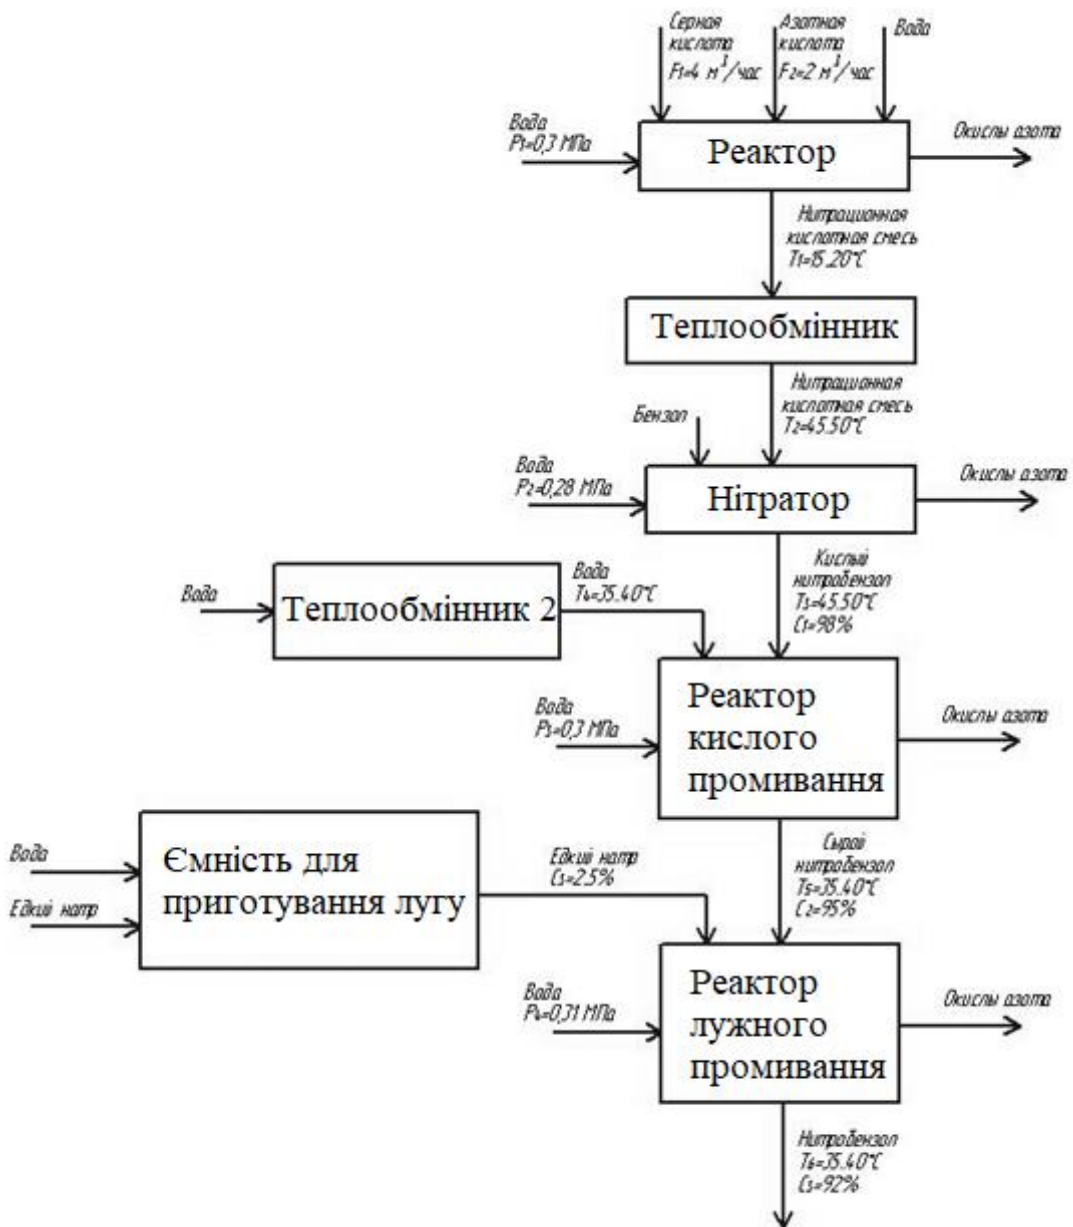 Серная
кислота
F1=4 м³/час
Азотная
кислота
F2=2 м³/час
Вода
Вода
P1=0,3 МПа
Реактор
Окислы азота
Нитрационная
кислотная смесь
T1=15..20°C
Теплообмінник
Нитрационная
кислотная смесь
T2=45..50°C
Бензол
Вода
P2=0,28 МПа
Нітратор
Окислы азота
Кислый
нитробензол
T3=45..50°C
C1=98%
Вода
Теплообмінник 2
Вода
T4=35..40°C
Вода
P3=0,3 МПа
Реактор
кислого
промивання
Окислы азота
Сырой
нитробензол
T5=35..40°C
C2=95%
Вода
Едкий натр
Ємність для
приготування лугу
Едкий натр
C3=2.5%
Вода
P4=0,31 МПа
Реактор
лужного
промивання
Окислы азота
Нитробензол
T6=35..40°C
C3=92%